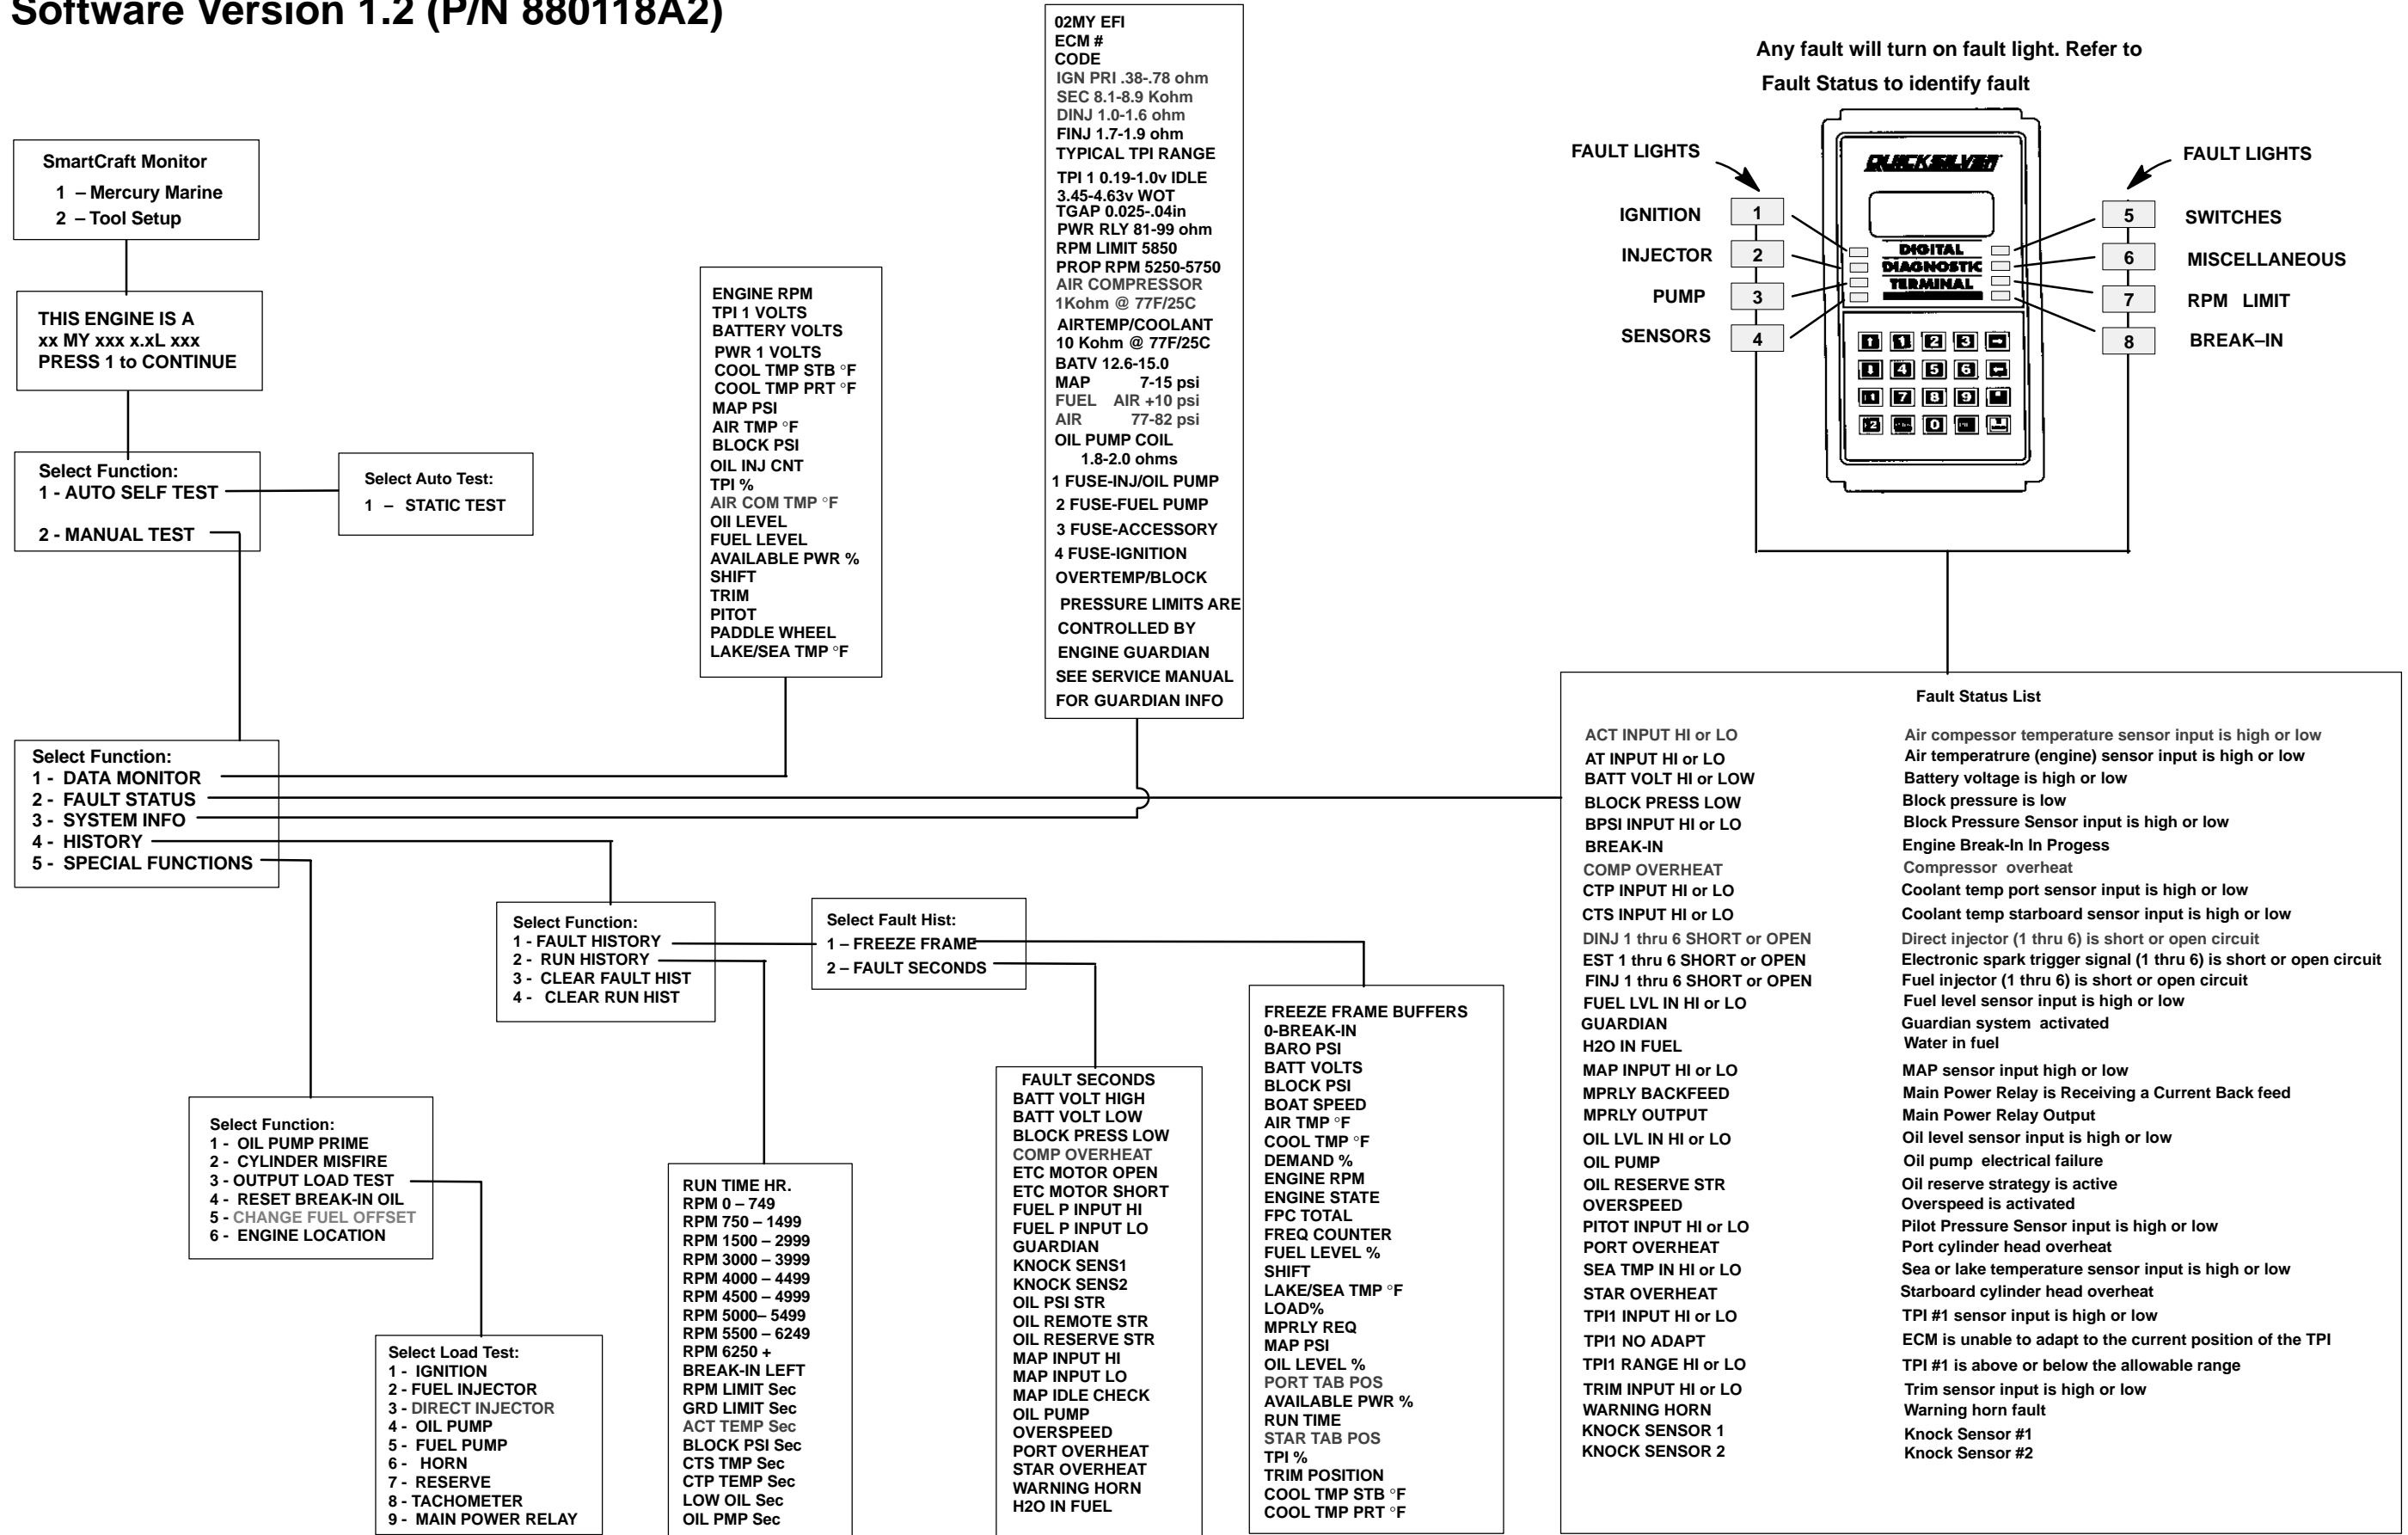 Software Version 1.2 (P/N 880118A2)
SmartCraft Monitor
1 – Mercury Marine
2 – Tool Setup
THIS ENGINE IS A
xx MY xxx x.xL xxx
PRESS 1 to CONTINUE
Select Function:
1 - AUTO SELF TEST
2 - MANUAL TEST
Select Auto Test:
1 – STATIC TEST
Select Function:
1 - DATA MONITOR
2 - FAULT STATUS
3 - SYSTEM INFO
4 - HISTORY
5 - SPECIAL FUNCTIONS
ENGINE RPM
TPI 1 VOLTS
BATTERY VOLTS
PWR 1 VOLTS
COOL TMP STB °F
COOL TMP PRT °F
MAP PSI
AIR TMP °F
BLOCK PSI
OIL INJ CNT
TPI %
AIR COM TMP °F
OIl LEVEL
FUEL LEVEL
AVAILABLE PWR %
SHIFT
TRIM
PITOT
PADDLE WHEEL
LAKE/SEA TMP °F
02MY EFI
ECM #
CODE
IGN PRI .38-.78 ohm
SEC 8.1-8.9 Kohm
DINJ 1.0-1.6 ohm
FINJ 1.7-1.9 ohm
TYPICAL TPI RANGE
TPI 1 0.19-1.0v IDLE
3.45-4.63v WOT
TGAP 0.025-.04in
PWR RLY 81-99 ohm
RPM LIMIT 5850
PROP RPM 5250-5750
AIR COMPRESSOR
1Kohm @ 77F/25C
AIRTEMP/COOLANT
10 Kohm @ 77F/25C
BATV 12.6-15.0
MAP 7-15 psi
FUEL AIR +10 psi
AIR 77-82 psi
OIL PUMP COIL
1.8-2.0 ohms
1 FUSE-INJ/OIL PUMP
2 FUSE-FUEL PUMP
3 FUSE-ACCESSORY
4 FUSE-IGNITION
OVERTEMP/BLOCK
PRESSURE LIMITS ARE
CONTROLLED BY
ENGINE GUARDIAN
SEE SERVICE MANUAL
FOR GUARDIAN INFO
Any fault will turn on fault light. Refer to
Fault Status to identify fault
FAULT LIGHTS
IGNITION 1
INJECTOR 2
PUMP 3
SENSORS 4
FAULT LIGHTS
5 SWITCHES
6 MISCELLANEOUS
7 RPM LIMIT
8 BREAK–IN
QUICKSILVER
DIGITAL
DIAGNOSTIC
TERMINAL
1 2 3
4 5 6
7 8 9
0
Select Function:
1 - OIL PUMP PRIME
2 - CYLINDER MISFIRE
3 - OUTPUT LOAD TEST
4 - RESET BREAK-IN OIL
5 - CHANGE FUEL OFFSET
6 - ENGINE LOCATION
Select Load Test:
1 - IGNITION
2 - FUEL INJECTOR
3 - DIRECT INJECTOR
4 - OIL PUMP
5 - FUEL PUMP
6 - HORN
7 - RESERVE
8 - TACHOMETER
9 - MAIN POWER RELAY
Select Function:
1 - FAULT HISTORY
2 - RUN HISTORY
3 - CLEAR FAULT HIST
4 - CLEAR RUN HIST
RUN TIME HR.
RPM 0 – 749
RPM 750 – 1499
RPM 1500 – 2999
RPM 3000 – 3999
RPM 4000 – 4499
RPM 4500 – 4999
RPM 5000– 5499
RPM 5500 – 6249
RPM 6250 +
BREAK-IN LEFT
RPM LIMIT Sec
GRD LIMIT Sec
ACT TEMP Sec
BLOCK PSI Sec
CTS TMP Sec
CTP TEMP Sec
LOW OIL Sec
OIL PMP Sec
Select Fault Hist:
1 – FREEZE FRAME
2 – FAULT SECONDS
FAULT SECONDS
BATT VOLT HIGH
BATT VOLT LOW
BLOCK PRESS LOW
COMP OVERHEAT
ETC MOTOR OPEN
ETC MOTOR SHORT
FUEL P INPUT HI
FUEL P INPUT LO
GUARDIAN
KNOCK SENS1
KNOCK SENS2
OIL PSI STR
OIL REMOTE STR
OIL RESERVE STR
MAP INPUT HI
MAP INPUT LO
MAP IDLE CHECK
OIL PUMP
OVERSPEED
PORT OVERHEAT
STAR OVERHEAT
WARNING HORN
H2O IN FUEL
FREEZE FRAME BUFFERS
0-BREAK-IN
BARO PSI
BATT VOLTS
BLOCK PSI
BOAT SPEED
AIR TMP °F
COOL TMP °F
DEMAND %
ENGINE RPM
ENGINE STATE
FPC TOTAL
FREQ COUNTER
FUEL LEVEL %
SHIFT
LAKE/SEA TMP °F
LOAD%
MPRLY REQ
MAP PSI
OIL LEVEL %
PORT TAB POS
AVAILABLE PWR %
RUN TIME
STAR TAB POS
TPI %
TRIM POSITION
COOL TMP STB °F
COOL TMP PRT °F
Fault Status List
ACT INPUT HI or LO Air compessor temperature sensor input is high or low
AT INPUT HI or LO Air temperatrure (engine) sensor input is high or low
BATT VOLT HI or LOW Battery voltage is high or low
BLOCK PRESS LOW Block pressure is low
BPSI INPUT HI or LO Block Pressure Sensor input is high or low
BREAK-IN Engine Break-In In Progess
COMP OVERHEAT Compressor overheat
CTP INPUT HI or LO Coolant temp port sensor input is high or low
CTS INPUT HI or LO Coolant temp starboard sensor input is high or low
DINJ 1 thru 6 SHORT or OPEN Direct injector (1 thru 6) is short or open circuit
EST 1 thru 6 SHORT or OPEN Electronic spark trigger signal (1 thru 6) is short or open circuit
FINJ 1 thru 6 SHORT or OPEN Fuel injector (1 thru 6) is short or open circuit
FUEL LVL IN HI or LO Fuel level sensor input is high or low
GUARDIAN Guardian system activated
H2O IN FUEL Water in fuel
MAP INPUT HI or LO MAP sensor input high or low
MPRLY BACKFEED Main Power Relay is Receiving a Current Back feed
MPRLY OUTPUT Main Power Relay Output
OIL LVL IN HI or LO Oil level sensor input is high or low
OIL PUMP Oil pump electrical failure
OIL RESERVE STR Oil reserve strategy is active
OVERSPEED Overspeed is activated
PITOT INPUT HI or LO Pilot Pressure Sensor input is high or low
PORT OVERHEAT Port cylinder head overheat
SEA TMP IN HI or LO Sea or lake temperature sensor input is high or low
STAR OVERHEAT Starboard cylinder head overheat
TPI1 INPUT HI or LO TPI #1 sensor input is high or low
TPI1 NO ADAPT ECM is unable to adapt to the current position of the TPI
TPI1 RANGE HI or LO TPI #1 is above or below the allowable range
TRIM INPUT HI or LO Trim sensor input is high or low
WARNING HORN Warning horn fault
KNOCK SENSOR 1 Knock Sensor #1
KNOCK SENSOR 2 Knock Sensor #2